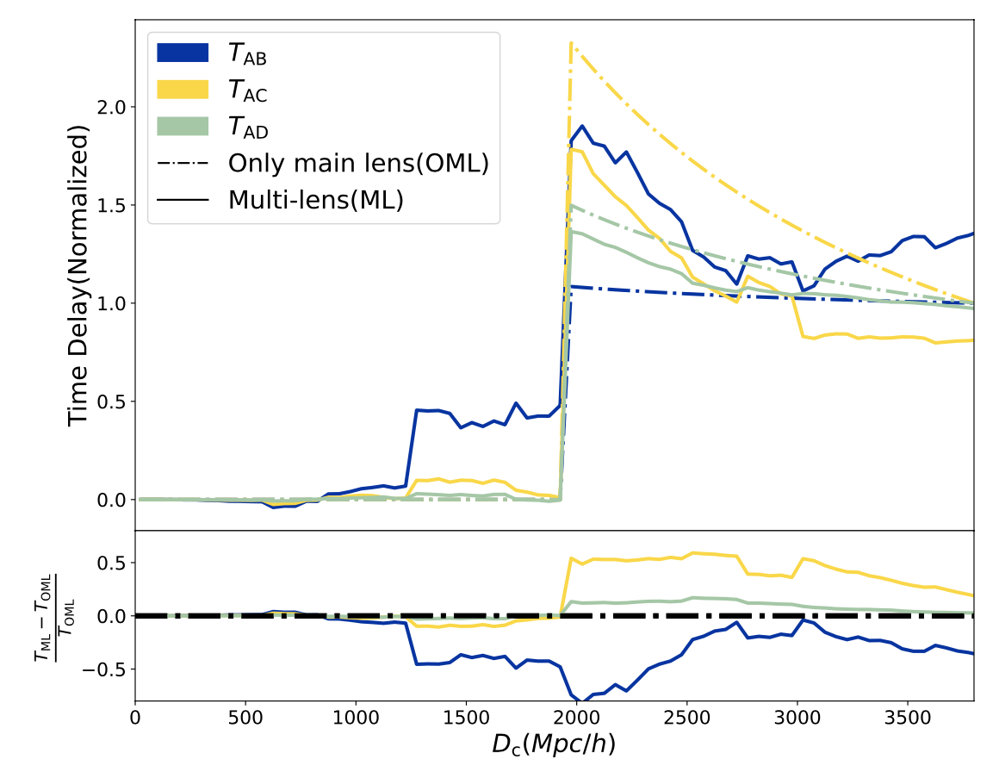 T_AB
T_AC
T_AD
Only main lens(OML)
Multi-lens(ML)
Time Delay(Normalized)
2.0
1.5
1.0
0.5
0.0
T_ML − T_OML
T_OML
0.5
0.0
−0.5
0 500 1000 1500 2000 2500 3000 3500
D_c(Mpc/h)